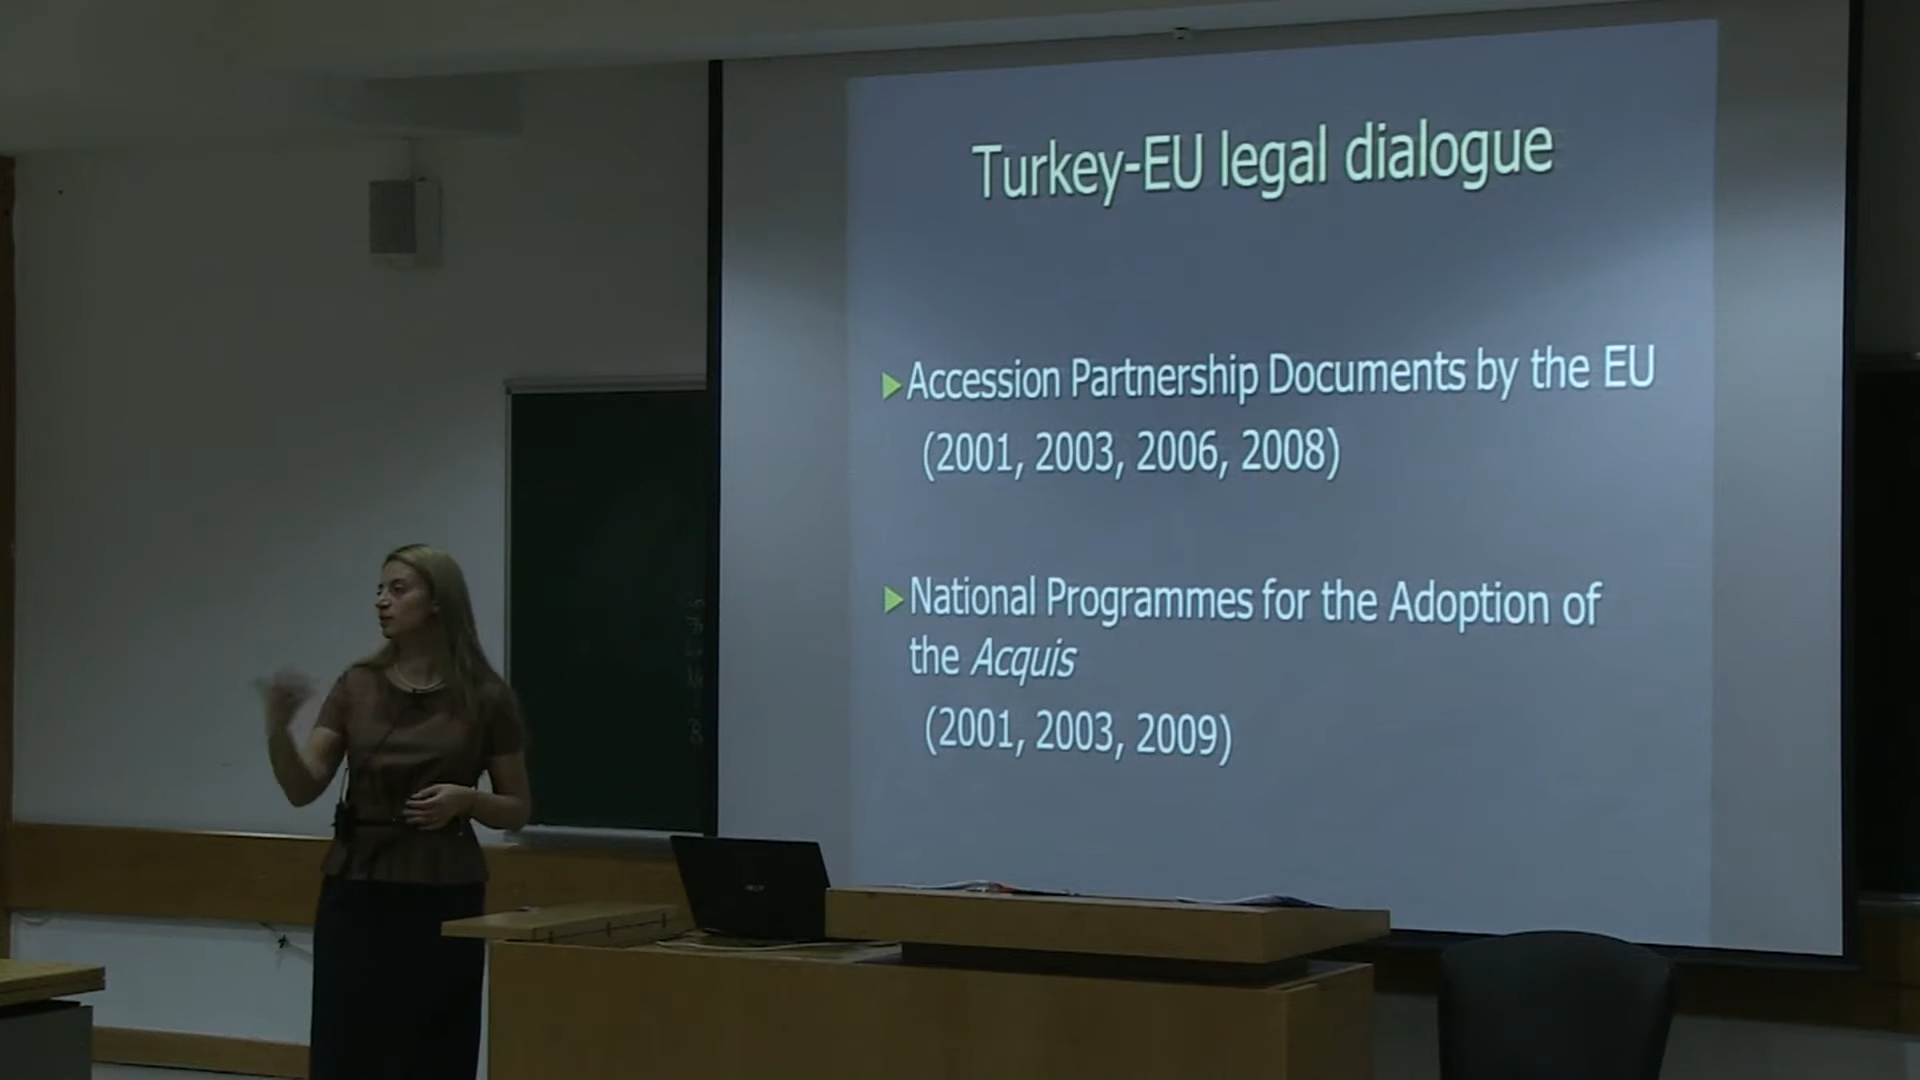 Turkey-EU legal dialogue
Accession Partnership Documents by the EU
(2001, 2003, 2006, 2008)
National Programmes for the Adoption of
the Acquis
(2001, 2003, 2009)